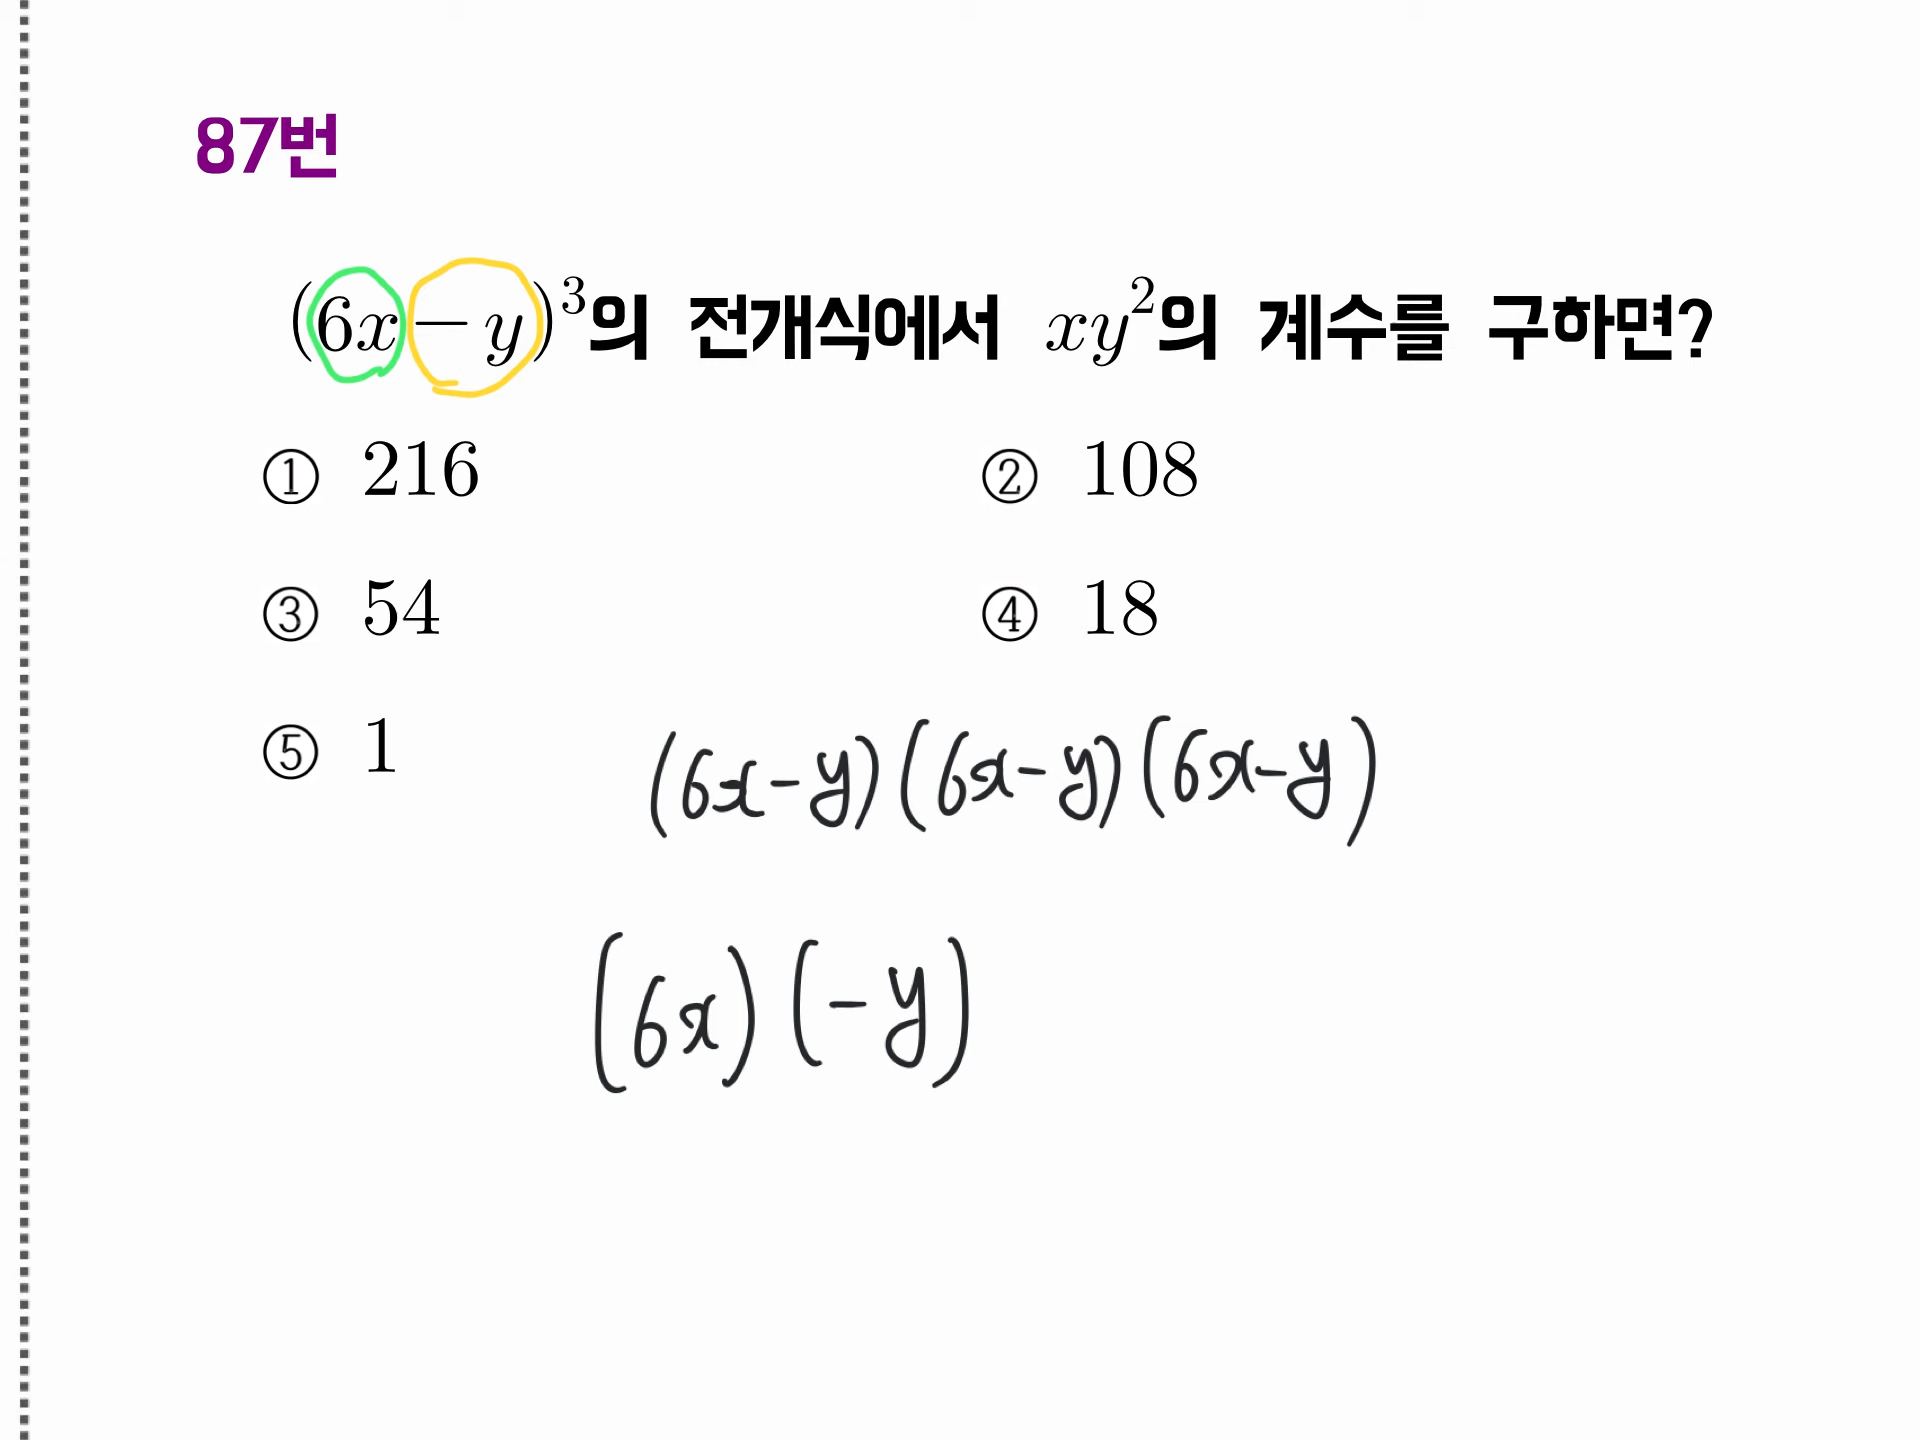 87번
(6x − y)³의 전개식에서 xy²의 계수를 구하면?
① 216 ② 108
③ 54 ④ 18
⑤ 1
(6x−y)(6x−y)(6x−y)
(6x)(−y)